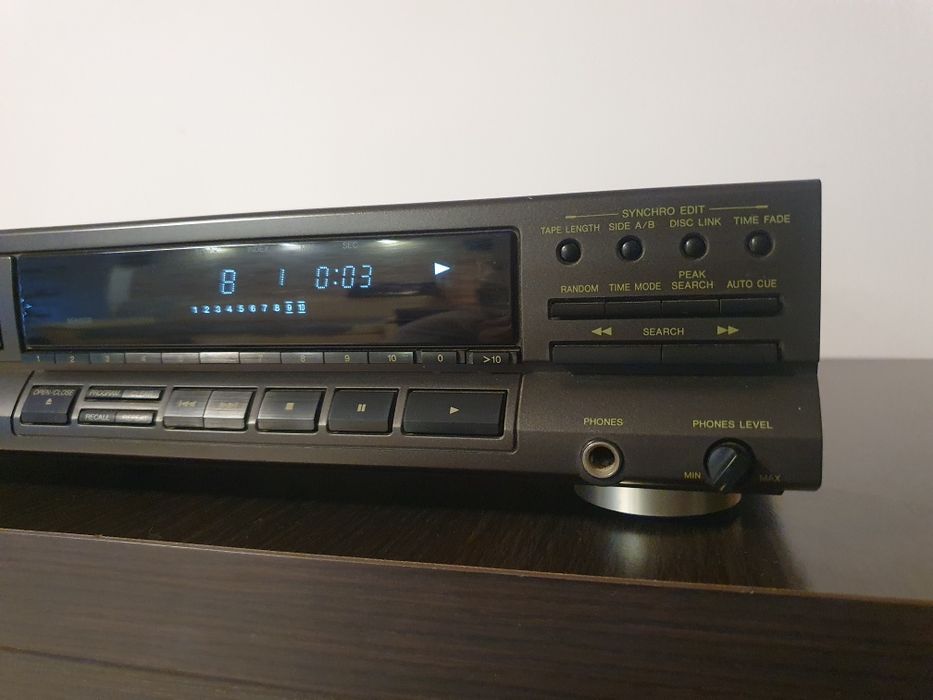 SYNCHRO EDIT
TAPE LENGTH SIDE A/B DISC LINK TIME FADE
SEC
8 1 0:03
1 2 3 4 5 6 7 8 9 10
RANDOM TIME MODE PEAK SEARCH AUTO CUE
SEARCH
1 2 3 4 7 8 9 10 0 >10
OPEN/CLOSE PROGRAM
RECALL REPEAT
PHONES PHONES LEVEL
MIN MAX